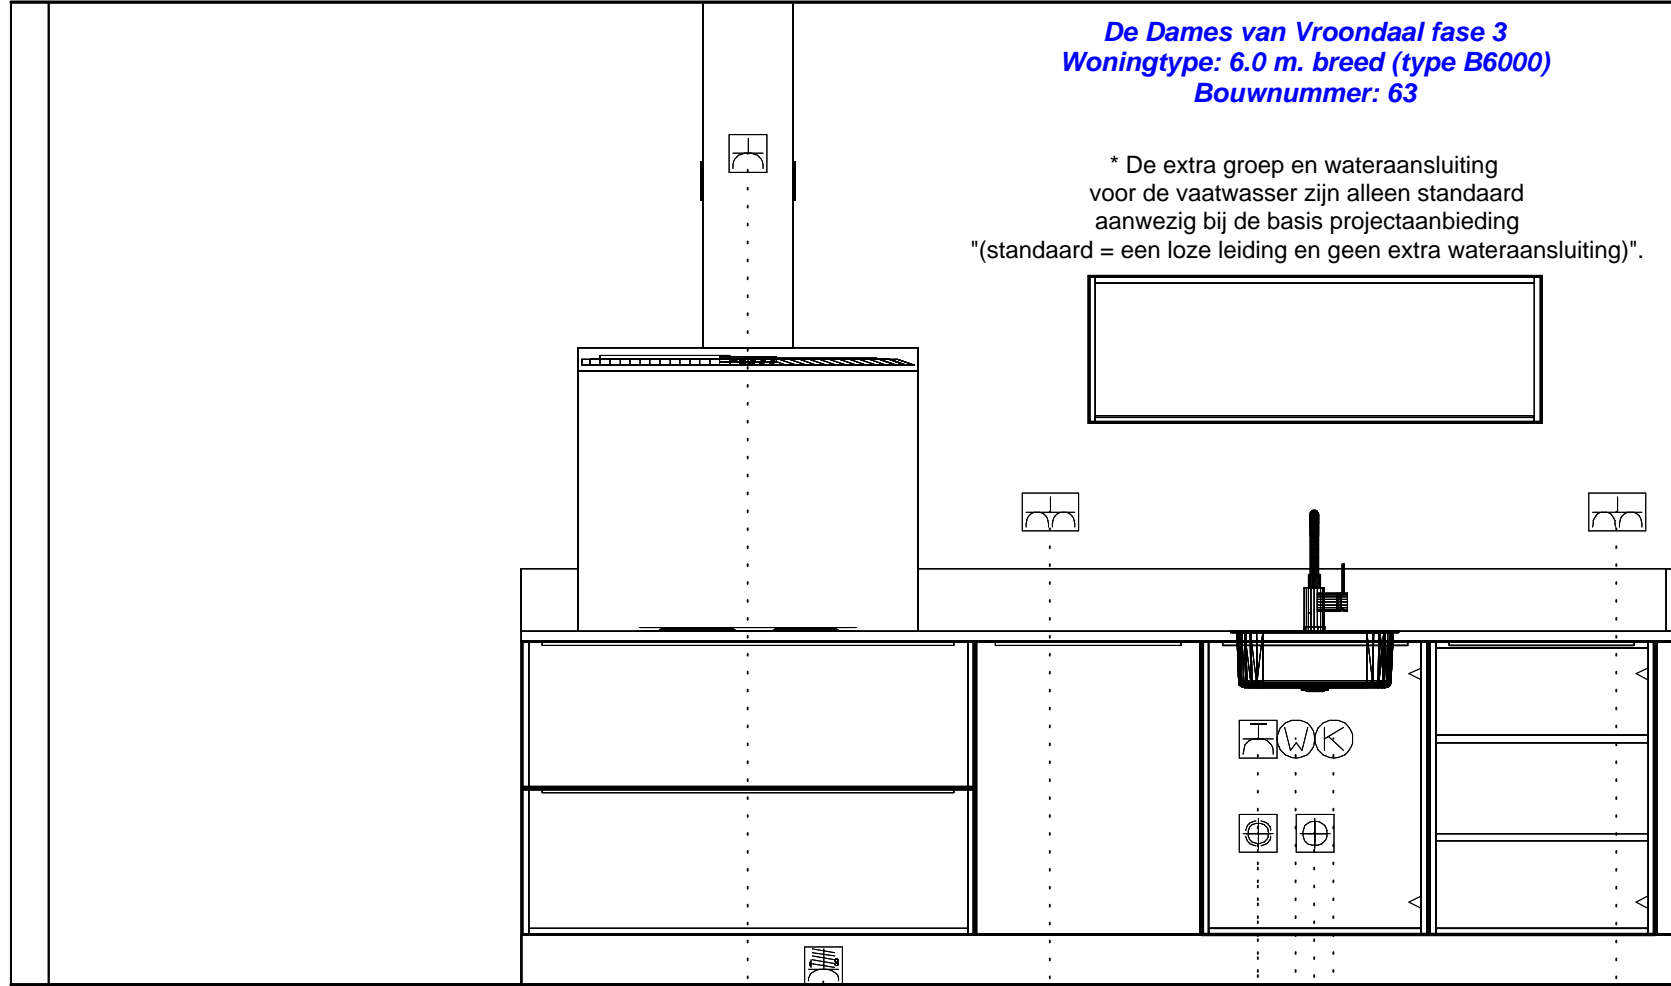 De Dames van Vroondaal fase 3
Woningtype: 6.0 m. breed (type B6000)
Bouwnummer: 63
* De extra groep en wateraansluiting
voor de vaatwasser zijn alleen standaard
aanwezig bij de basis projectaanbieding
"(standaard = een loze leiding en geen extra wateraansluiting)".
W K